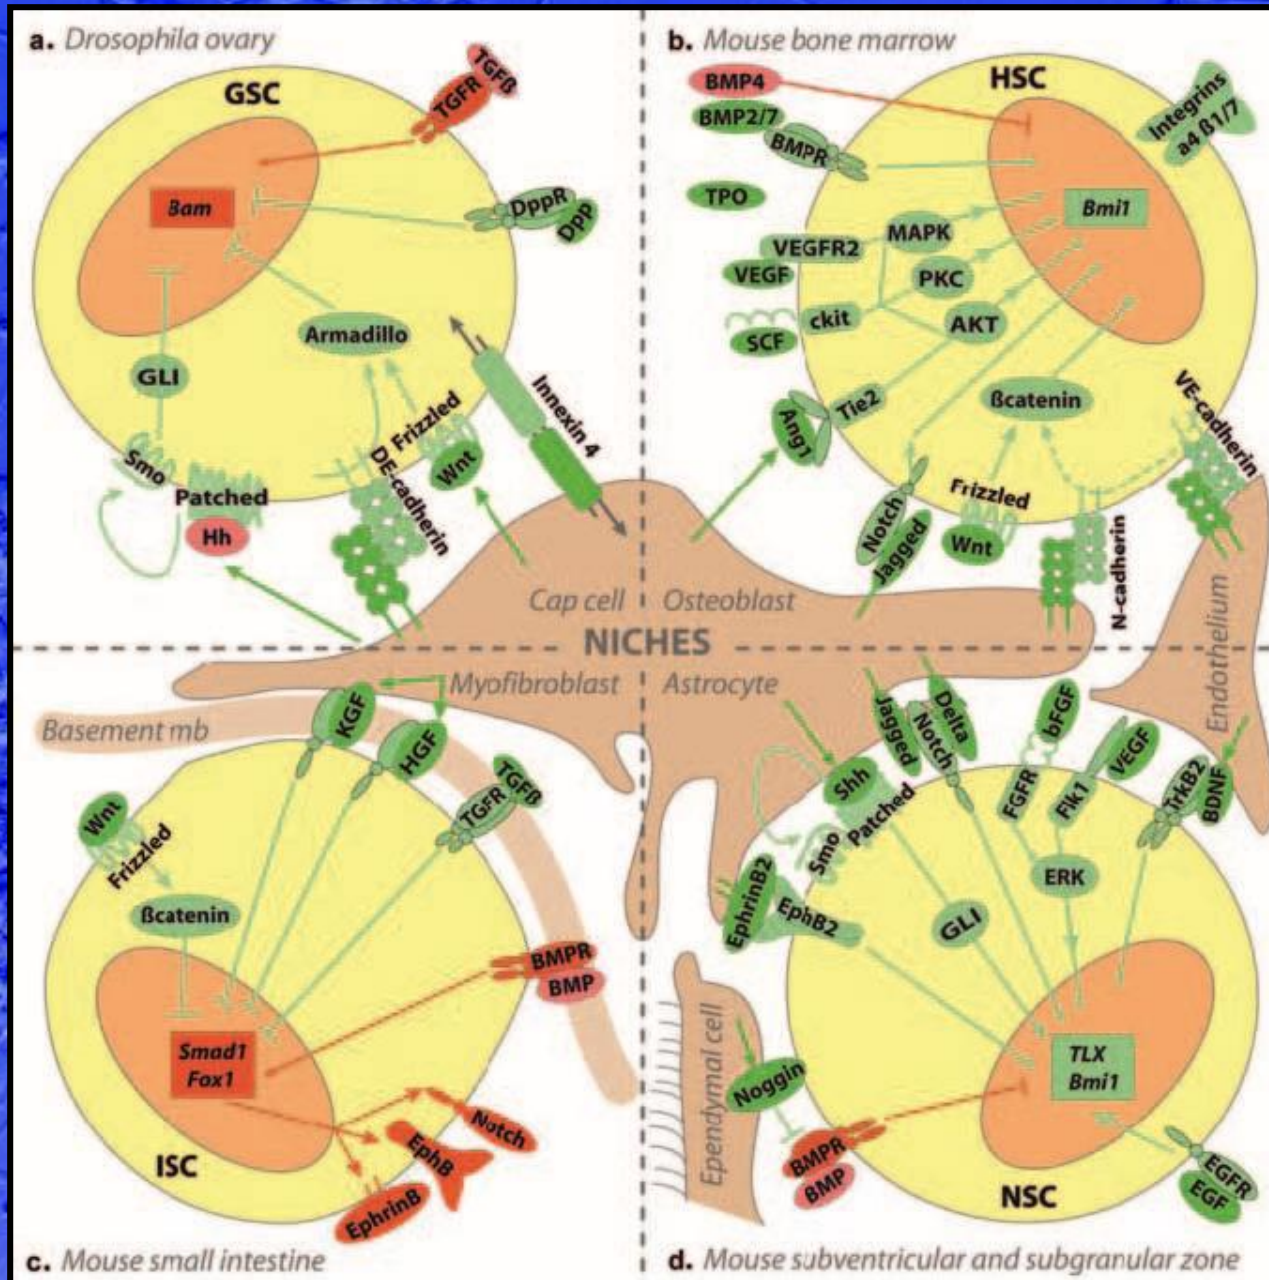 a. Drosophila ovary
GSC
TGFß
TGFR
Bam
DppR
DPP
Armadillo
GLI
Smo
Patched
Hh
DE-cadherin
Frizzled
Wnt
Innexin 4
Cap cell
b. Mouse bone marrow
HSC
BMP4
BMP2/7
BMPR
Integrins
a4 ß1/7
TPO
Bmi1
VEGFR2
VEGF
MAPK
PKC
SCF
ckit
AKT
Ang1
Tie2
ßcatenin
VE-cadherin
Notch
Jagged
Frizzled
Wnt
N-cadherin
Osteoblast
Endothelium
NICHES
Myofibroblast
Basement mb
KGF
HGF
TGFß
TGFR
Wnt
Frizzled
ßcatenin
BMPR
BMP
Smad1
Fox1
Notch
EphB
EphrinB
ISC
c. Mouse small intestine
Astrocyte
Jagged
Notch
Delta
bFGF
FGFR
Flk1
VEGF
TrkB2
BDNF
Shh
Patched
Smo
EphrinB2
EphB2
GLI
ERK
Ependymal cell
Noggin
BMPR
BMP
TLX
Bmi1
EGFR
EGF
NSC
d. Mouse subventricular and subgranular zone